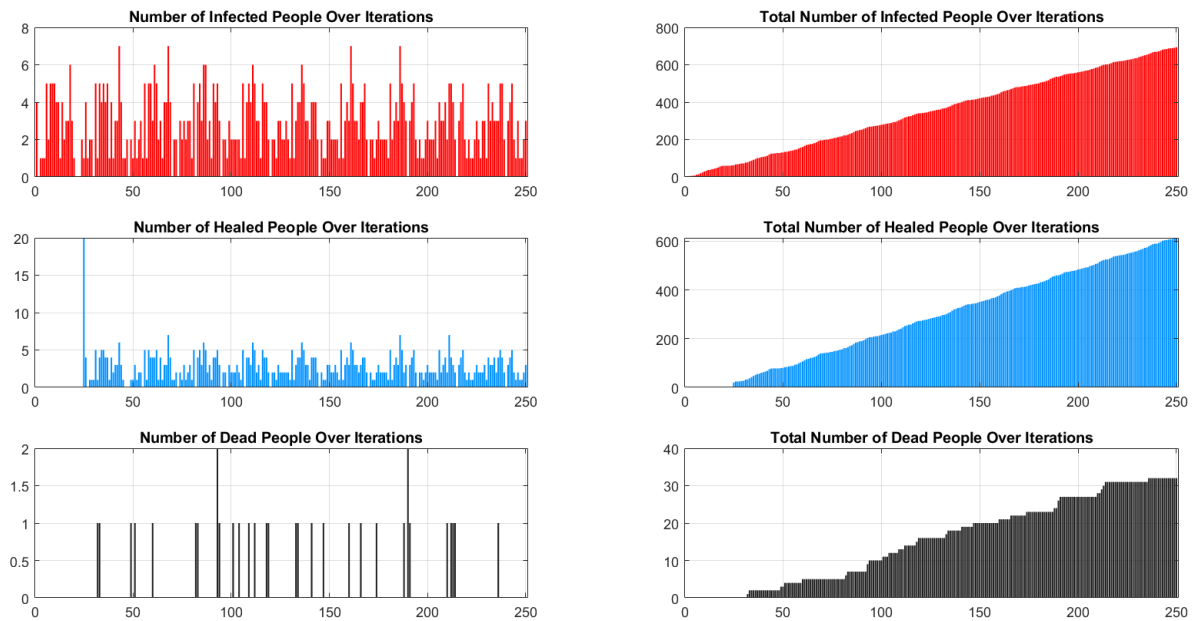 Number of Infected People Over Iterations
8
6
4
2
0
0 50 100 150 200 250
Total Number of Infected People Over Iterations
800
600
400
200
0
0 50 100 150 200 250
Number of Healed People Over Iterations
20
15
10
5
0
0 50 100 150 200 250
Total Number of Healed People Over Iterations
600
400
200
0
0 50 100 150 200 250
Number of Dead People Over Iterations
2
1.5
1
0.5
0
0 50 100 150 200 250
Total Number of Dead People Over Iterations
40
30
20
10
0
0 50 100 150 200 250